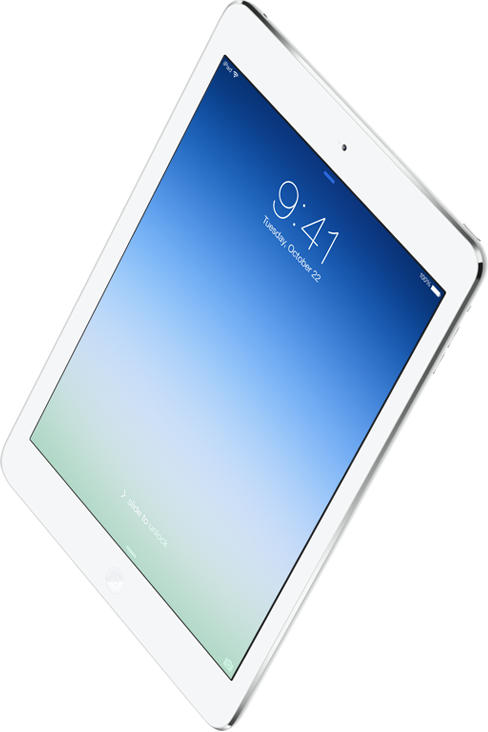 iPad
100%
9:41
Tuesday, October 22
slide to unlock